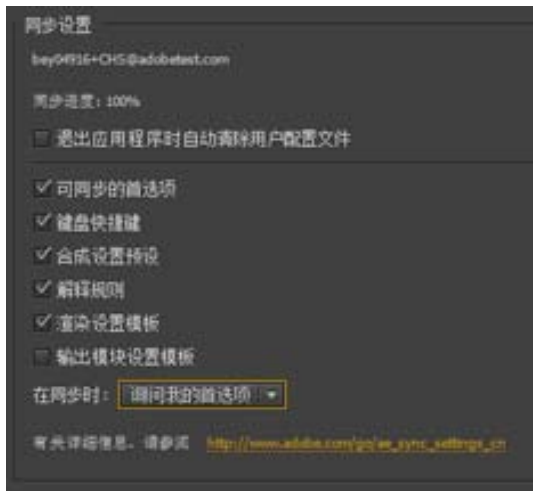 同步设置
bey04916+CHS@adobetest.com
同步进度: 100%
退出应用程序时自动清除用户配置文件
可同步的首选项
键盘快捷键
合成设置预设
解释规则
渲染设置模板
输出模块设置模板
在同步时: 询问我的首选项
有关详细信息，请参阅 http://www.adobe.com/go/ae_sync_settings_cn